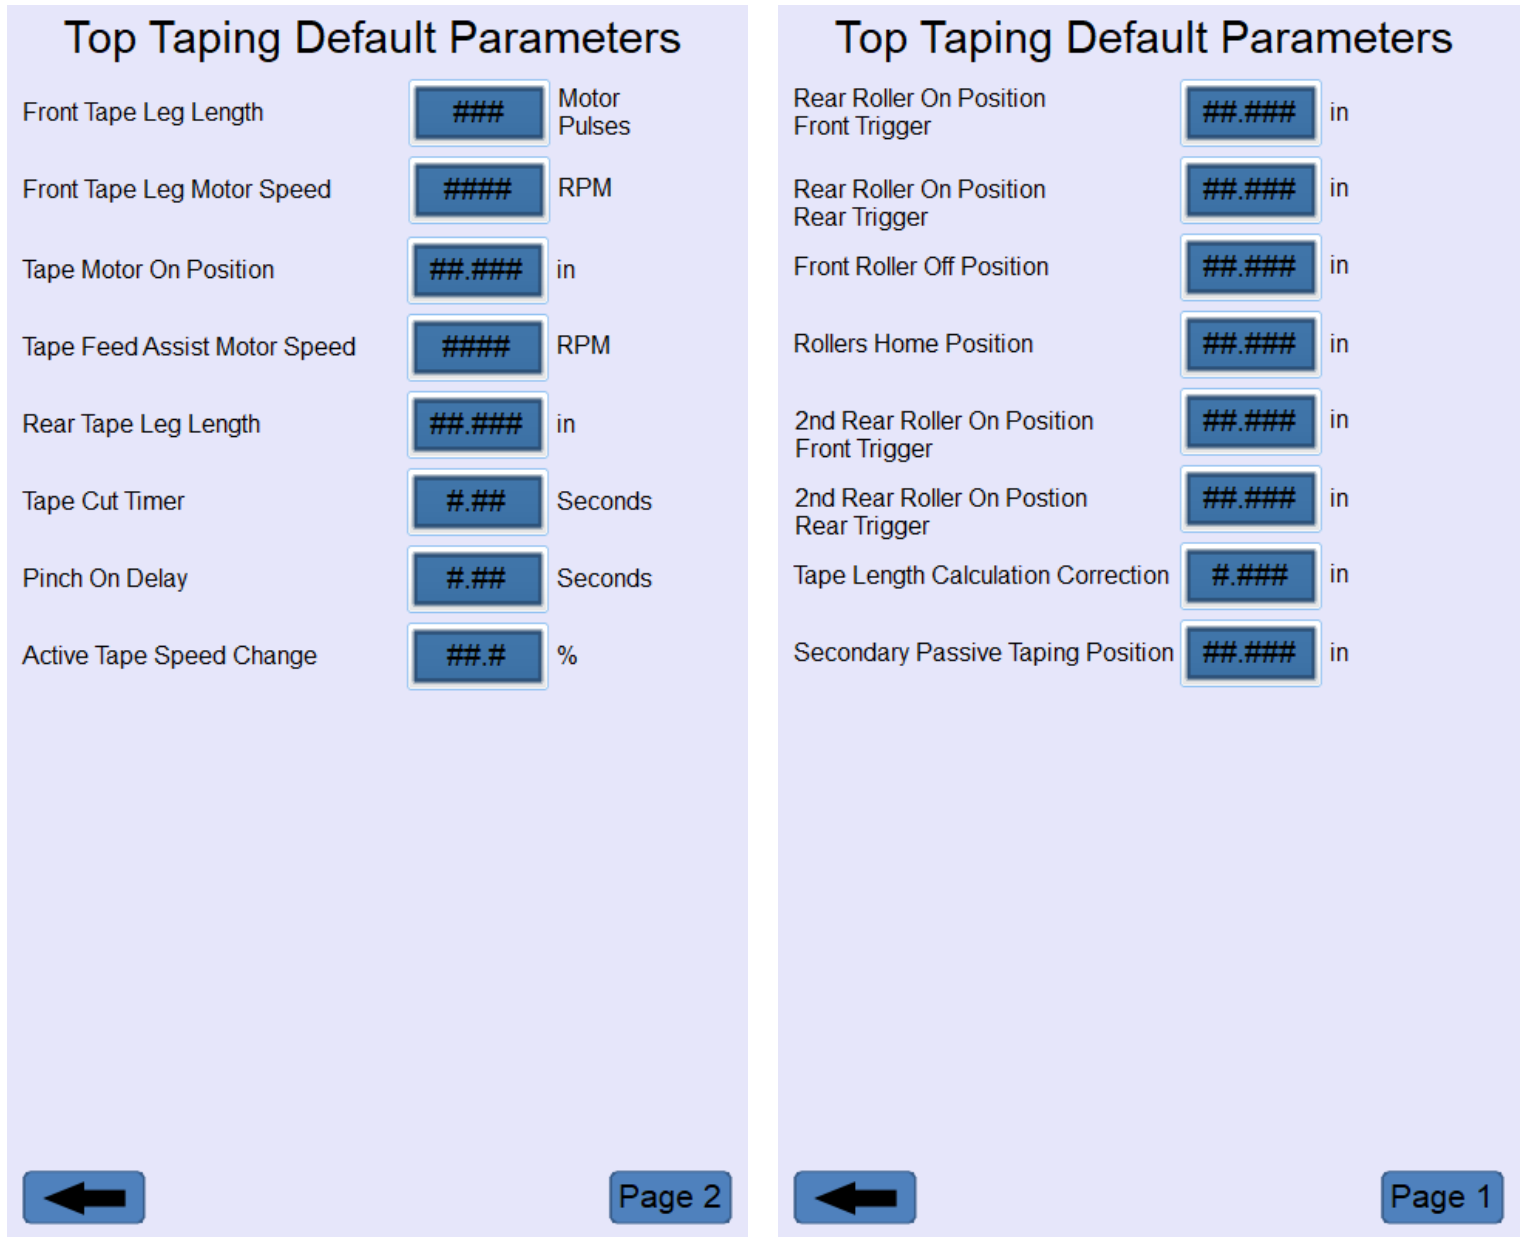 Top Taping Default Parameters
Front Tape Leg Length ### Motor
Pulses
Front Tape Leg Motor Speed #### RPM
Tape Motor On Position ##.### in
Tape Feed Assist Motor Speed #### RPM
Rear Tape Leg Length ##.### in
Tape Cut Timer #.## Seconds
Pinch On Delay #.## Seconds
Active Tape Speed Change ##.# %
Page 2
Top Taping Default Parameters
Rear Roller On Position ##.### in
Front Trigger
Rear Roller On Position ##.### in
Rear Trigger
Front Roller Off Position ##.### in
Rollers Home Position ##.### in
2nd Rear Roller On Position ##.### in
Front Trigger
2nd Rear Roller On Postion ##.### in
Rear Trigger
Tape Length Calculation Correction #.### in
Secondary Passive Taping Position ##.### in
Page 1